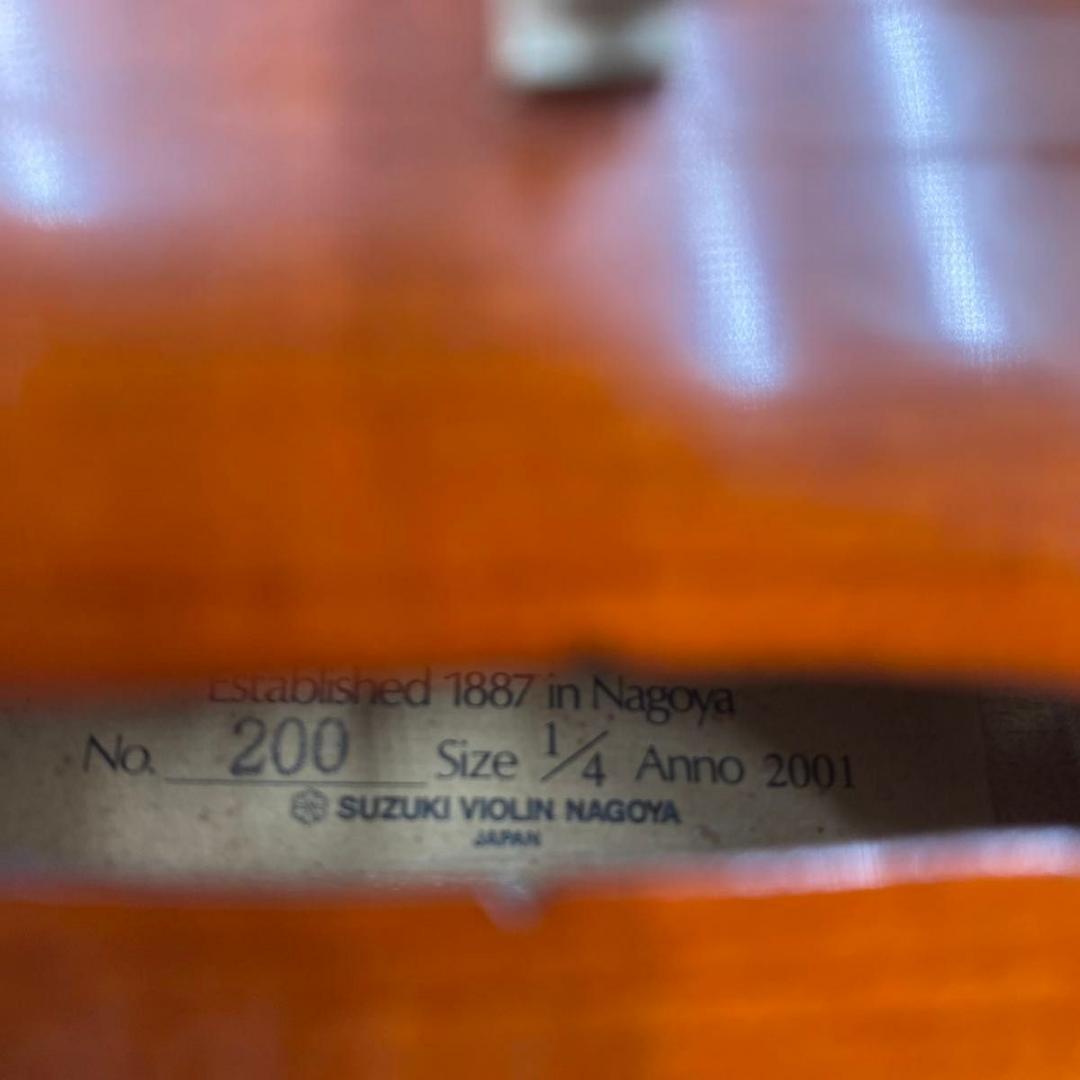 Established 1887 in Nagoya
No. 200 Size 1/4 Anno 2001
SUZUKI VIOLIN NAGOYA
JAPAN